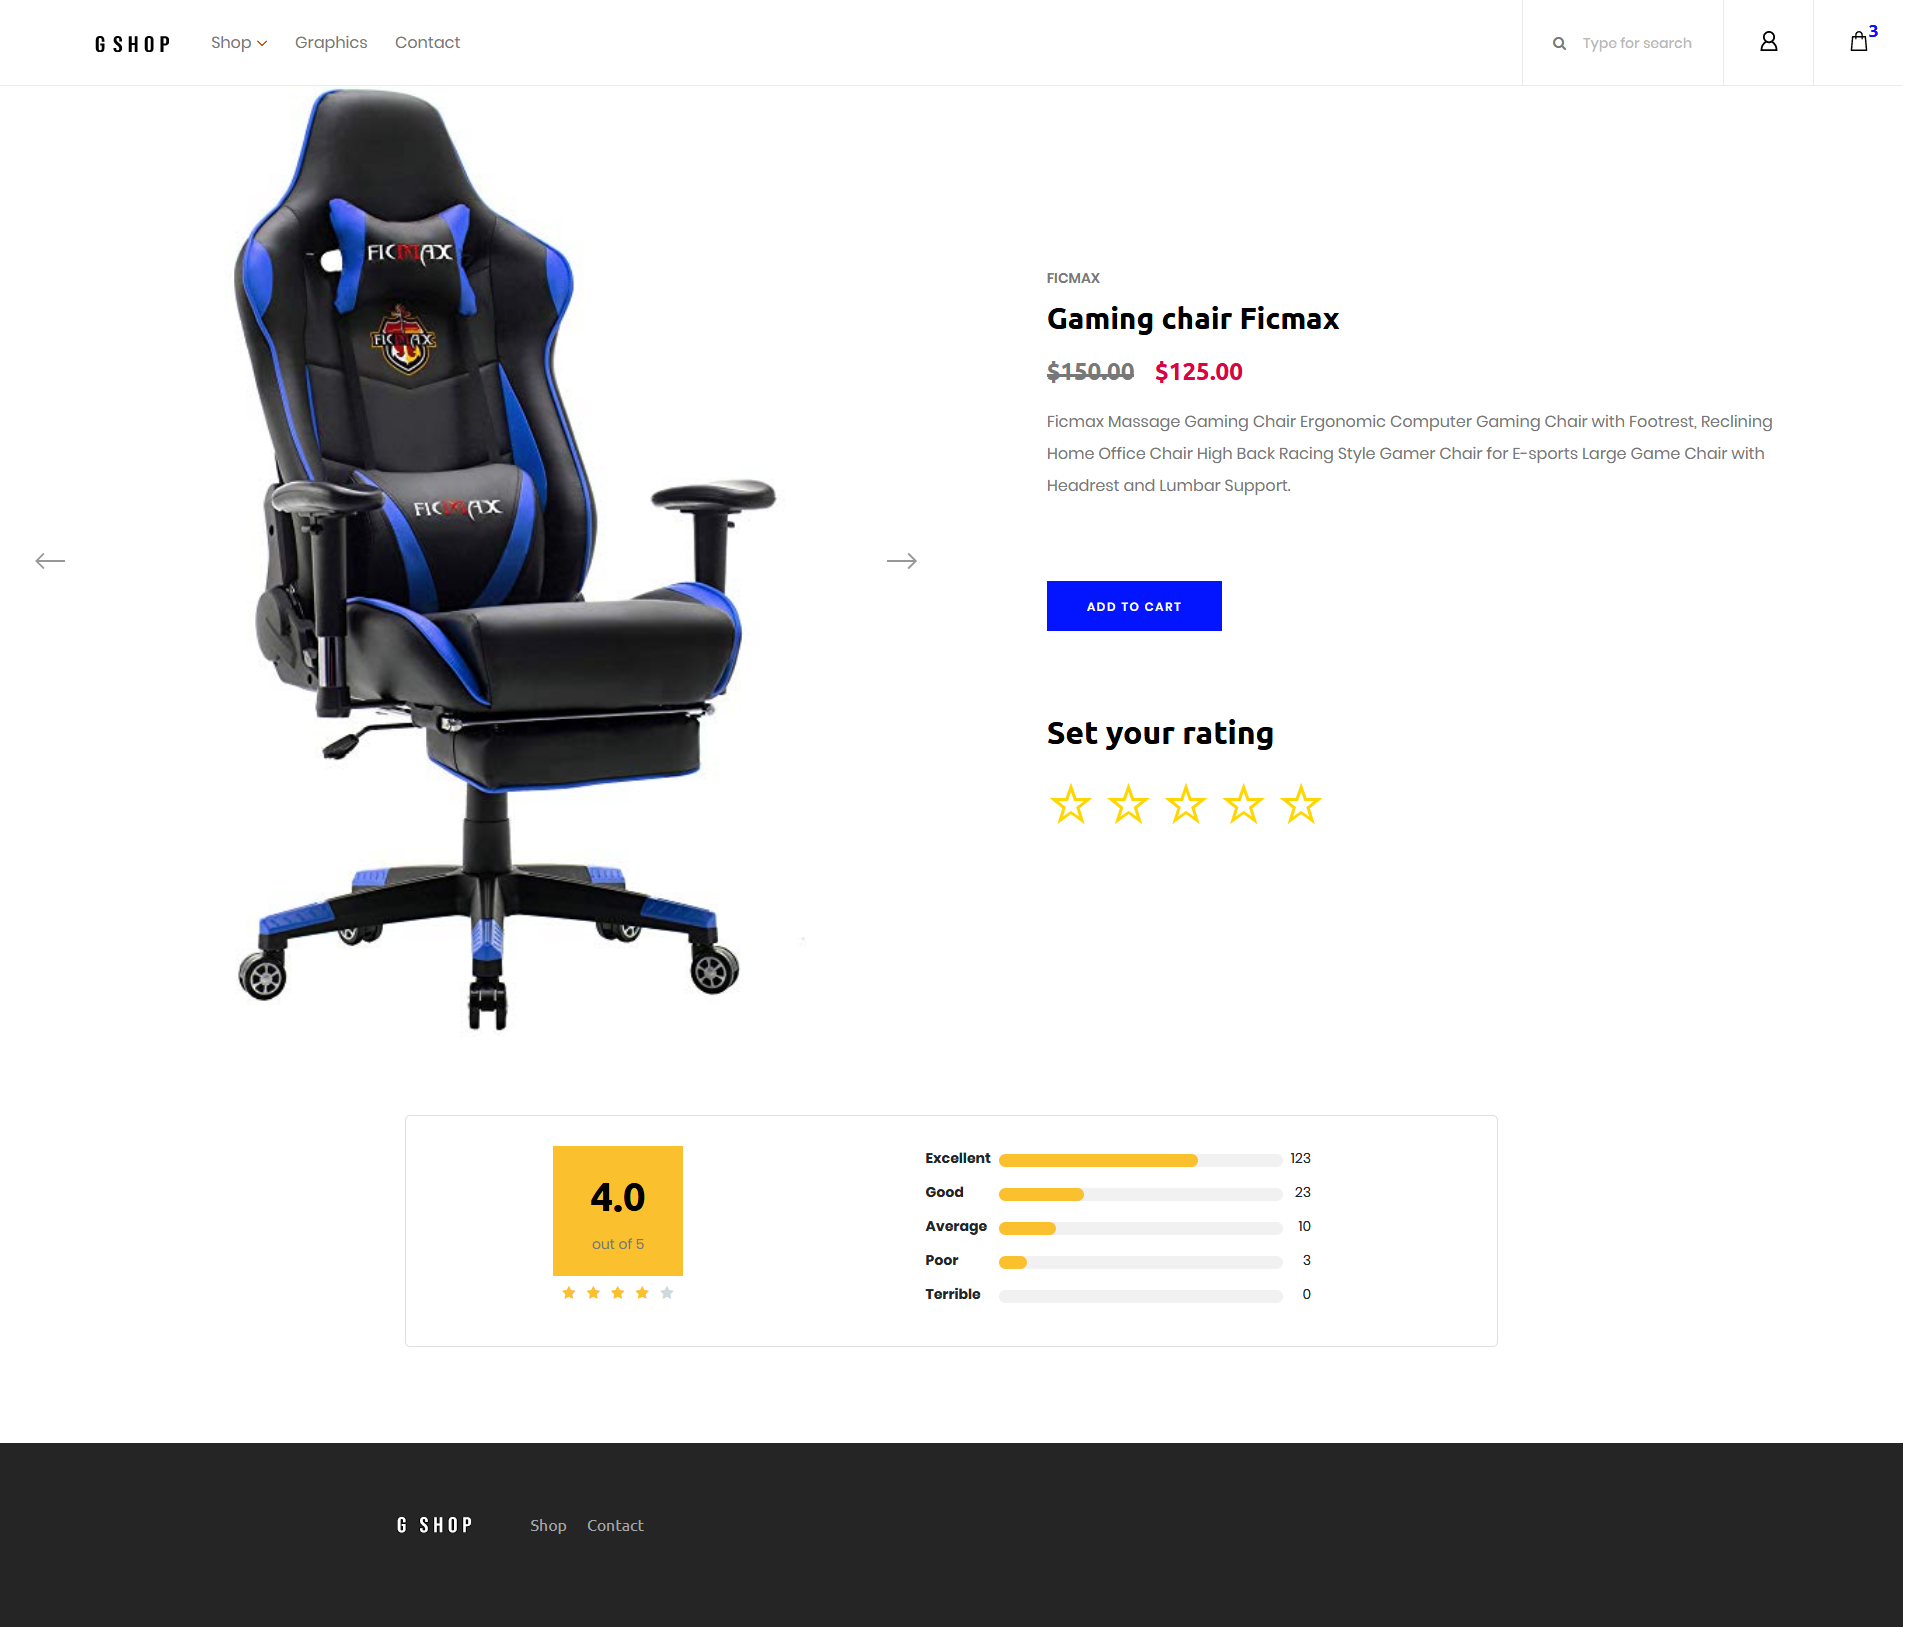 G SHOP
Shop
Graphics
Contact
Type for search
3
FICMAX
FICMAX
FICMAX
FICMAX
Gaming chair Ficmax
$150.00 $125.00
Ficmax Massage Gaming Chair Ergonomic Computer Gaming Chair with Footrest, Reclining
Home Office Chair High Back Racing Style Gamer Chair for E-sports Large Game Chair with
Headrest and Lumbar Support.
ADD TO CART
Set your rating
4.0
out of 5
Excellent 123
Good 23
Average 10
Poor 3
Terrible 0
G SHOP
Shop
Contact